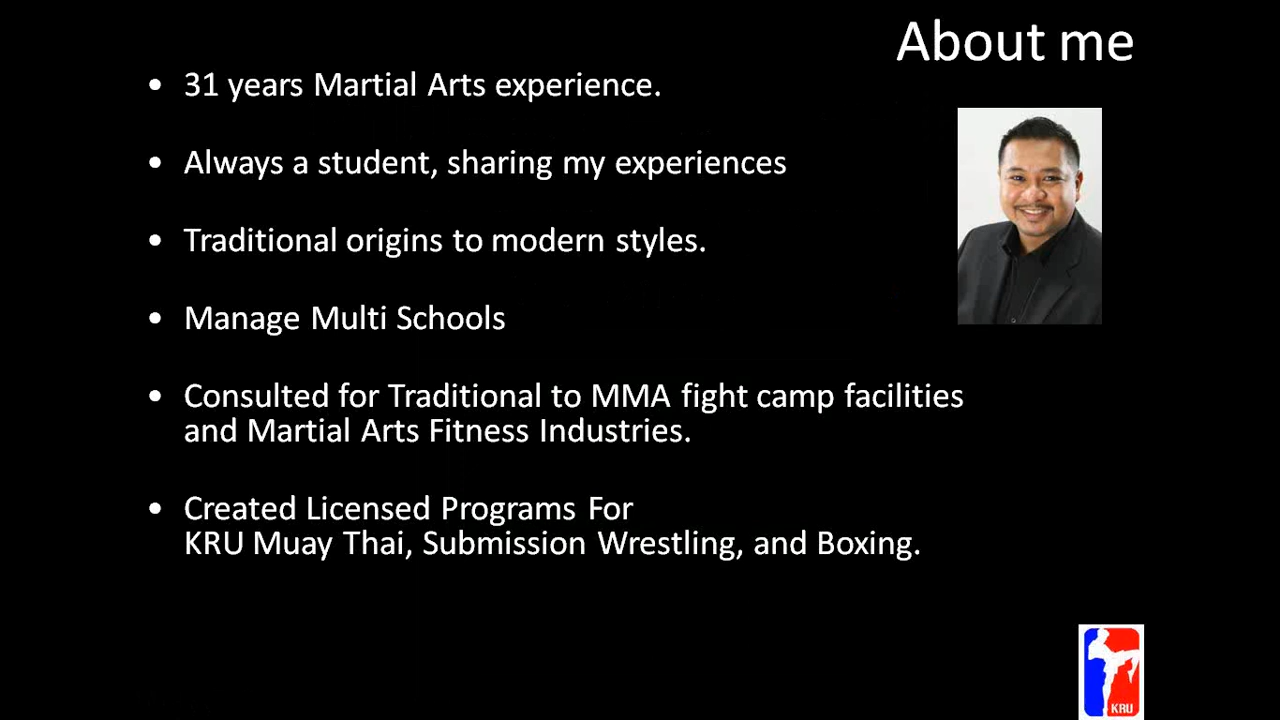 About me
• 31 years Martial Arts experience.
• Always a student, sharing my experiences
• Traditional origins to modern styles.
• Manage Multi Schools
• Consulted for Traditional to MMA fight camp facilities
and Martial Arts Fitness Industries.
• Created Licensed Programs For
KRU Muay Thai, Submission Wrestling, and Boxing.
KRU